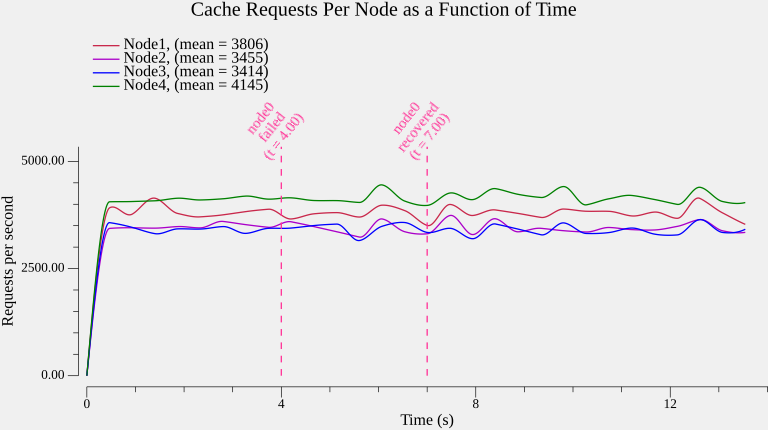 Cache Requests Per Node as a Function of Time
Node1, (mean = 3806)
Node2, (mean = 3455)
Node3, (mean = 3414)
Node4, (mean = 4145)
node0
failed
(t = 4.00)
node0
recovered
(t = 7.00)
5000.00
2500.00
0.00
Requests per second
0
4
8
12
Time (s)